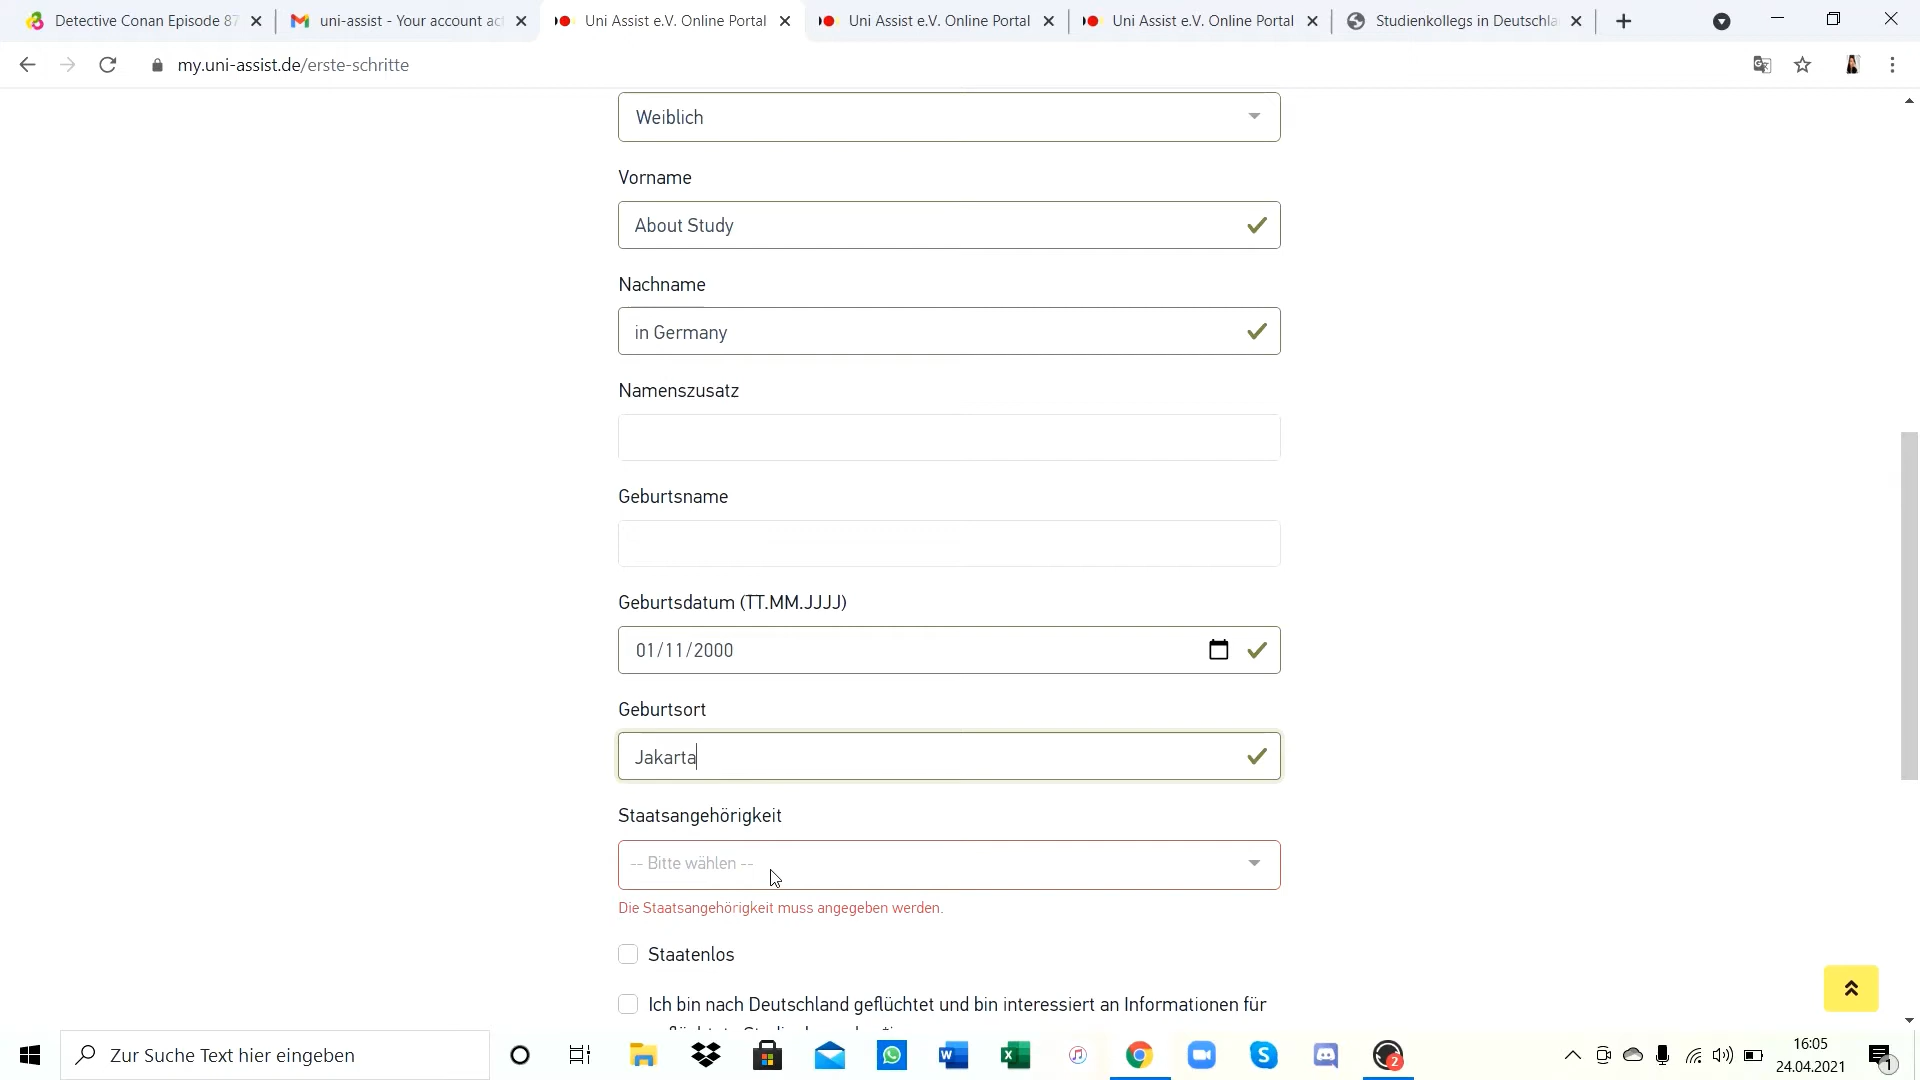 Detective Conan Episode 87
uni-assist - Your account ac
Uni Assist e.V. Online Portal
Uni Assist e.V. Online Portal
Uni Assist e.V. Online Portal
Studienkollegs in Deutschla
my.uni-assist.de/erste-schritte
Weiblich
Vorname
About Study
Nachname
in Germany
Namenszusatz
Geburtsname
Geburtsdatum (TT.MM.JJJJ)
01/11/2000
Geburtsort
Jakarta
Staatsangehörigkeit
-- Bitte wählen --
Die Staatsangehörigkeit muss angegeben werden.
Staatenlos
Ich bin nach Deutschland geflüchtet und bin interessiert an Informationen für
Zur Suche Text hier eingeben
2
16:05
24.04.2021
1